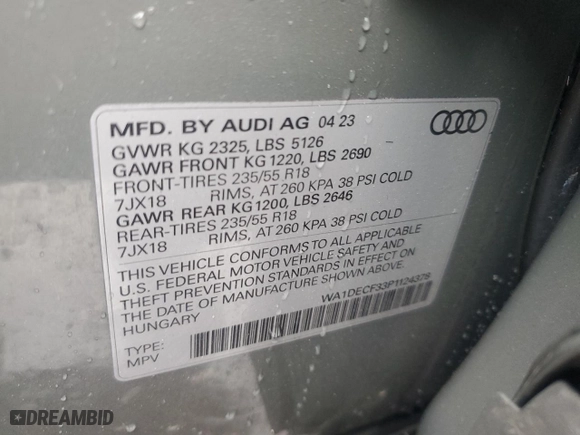 MFD. BY AUDI AG 04 23
GVWR KG 2325, LBS 5126
GAWR FRONT KG 1220, LBS 2690
FRONT-TIRES 235/55 R18
7JX18 RIMS, AT 260 KPA 38 PSI COLD
GAWR REAR KG 1200, LBS 2646
REAR-TIRES 235/55 R18
7JX18 RIMS, AT 260 KPA 38 PSI COLD
THIS VEHICLE CONFORMS TO ALL APPLICABLE
U.S. FEDERAL MOTOR VEHICLE SAFETY AND
THEFT PREVENTION STANDARDS IN EFFECT ON
THE DATE OF MANUFACTURE SHOWN ABOVE.
HUNGARY
WA1DECF33P1124378
TYPE:
MPV
DREAMBID